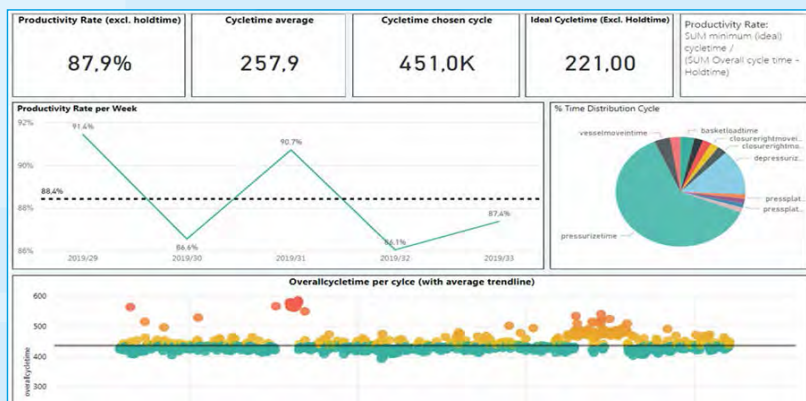 Productivity Rate (excl. holdtime)
87,9%
Cycletime average
257,9
Cycletime chosen cycle
451,0K
Ideal Cycletime (Excl. Holdtime)
221,00
Productivity Rate:
SUM minimum (ideal)
cycletime /
(SUM Overall cycle time -
Holdtime)
Productivity Rate per Week
92%
90%
88%
86%
88.4%
91.4%
86.6%
90.7%
86.1%
87.4%
2019/29
2019/30
2019/31
2019/32
2019/33
% Time Distribution Cycle
vesselmoveintime
basketloadtime
closurerightmovei...
closurerightmo...
depressuriz...
pressplat...
pressplat...
pressurizetime
Overallcycletime per cylce (with average trendline)
overallcycletime
600
500
400
300